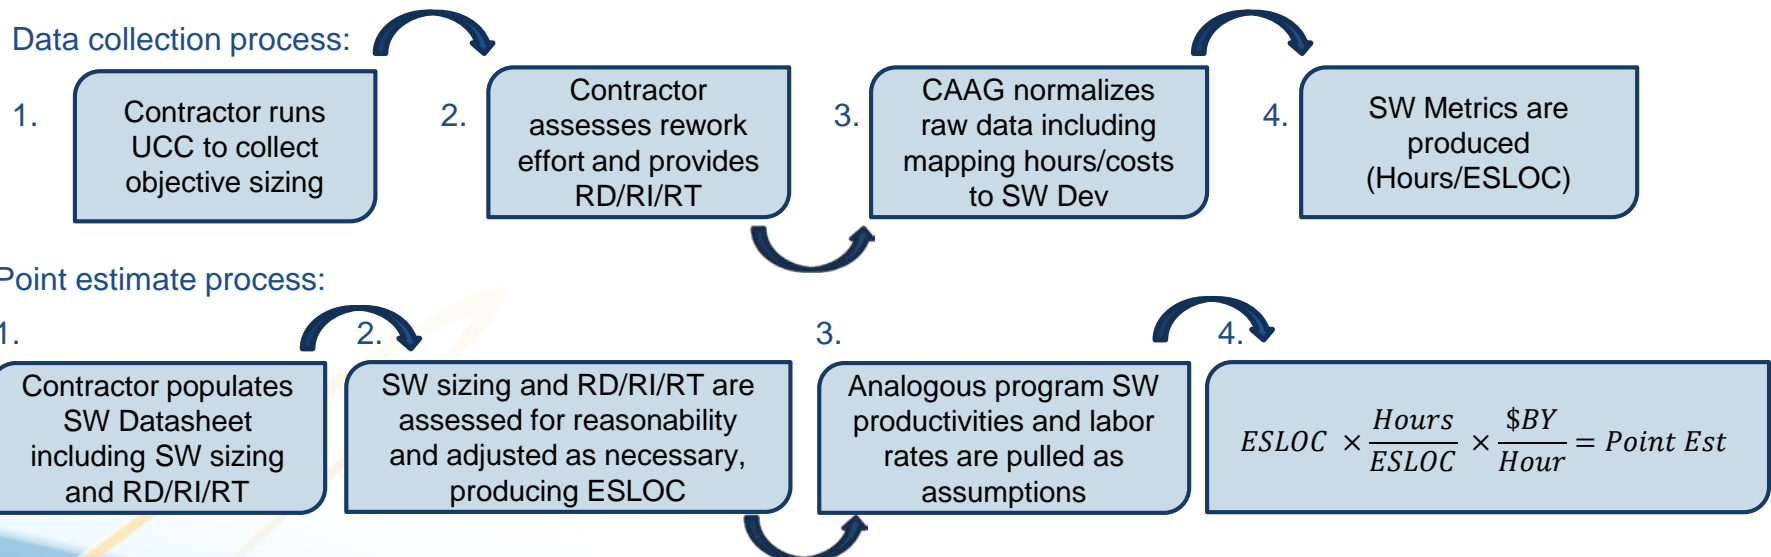 Data collection process:
1.
Contractor runs
UCC to collect
objective sizing
2.
Contractor
assesses rework
effort and provides
RD/RI/RT
3.
CAAG normalizes
raw data including
mapping hours/costs
to SW Dev
4.
SW Metrics are
produced
(Hours/ESLOC)
Point estimate process:
1.
Contractor populates
SW Datasheet
including SW sizing
and RD/RI/RT
2.
SW sizing and RD/RI/RT are
assessed for reasonability
and adjusted as necessary,
producing ESLOC
3.
Analogous program SW
productivities and labor
rates are pulled as
assumptions
4.
ESLOC × Hours/ESLOC × $BY/Hour = Point Est